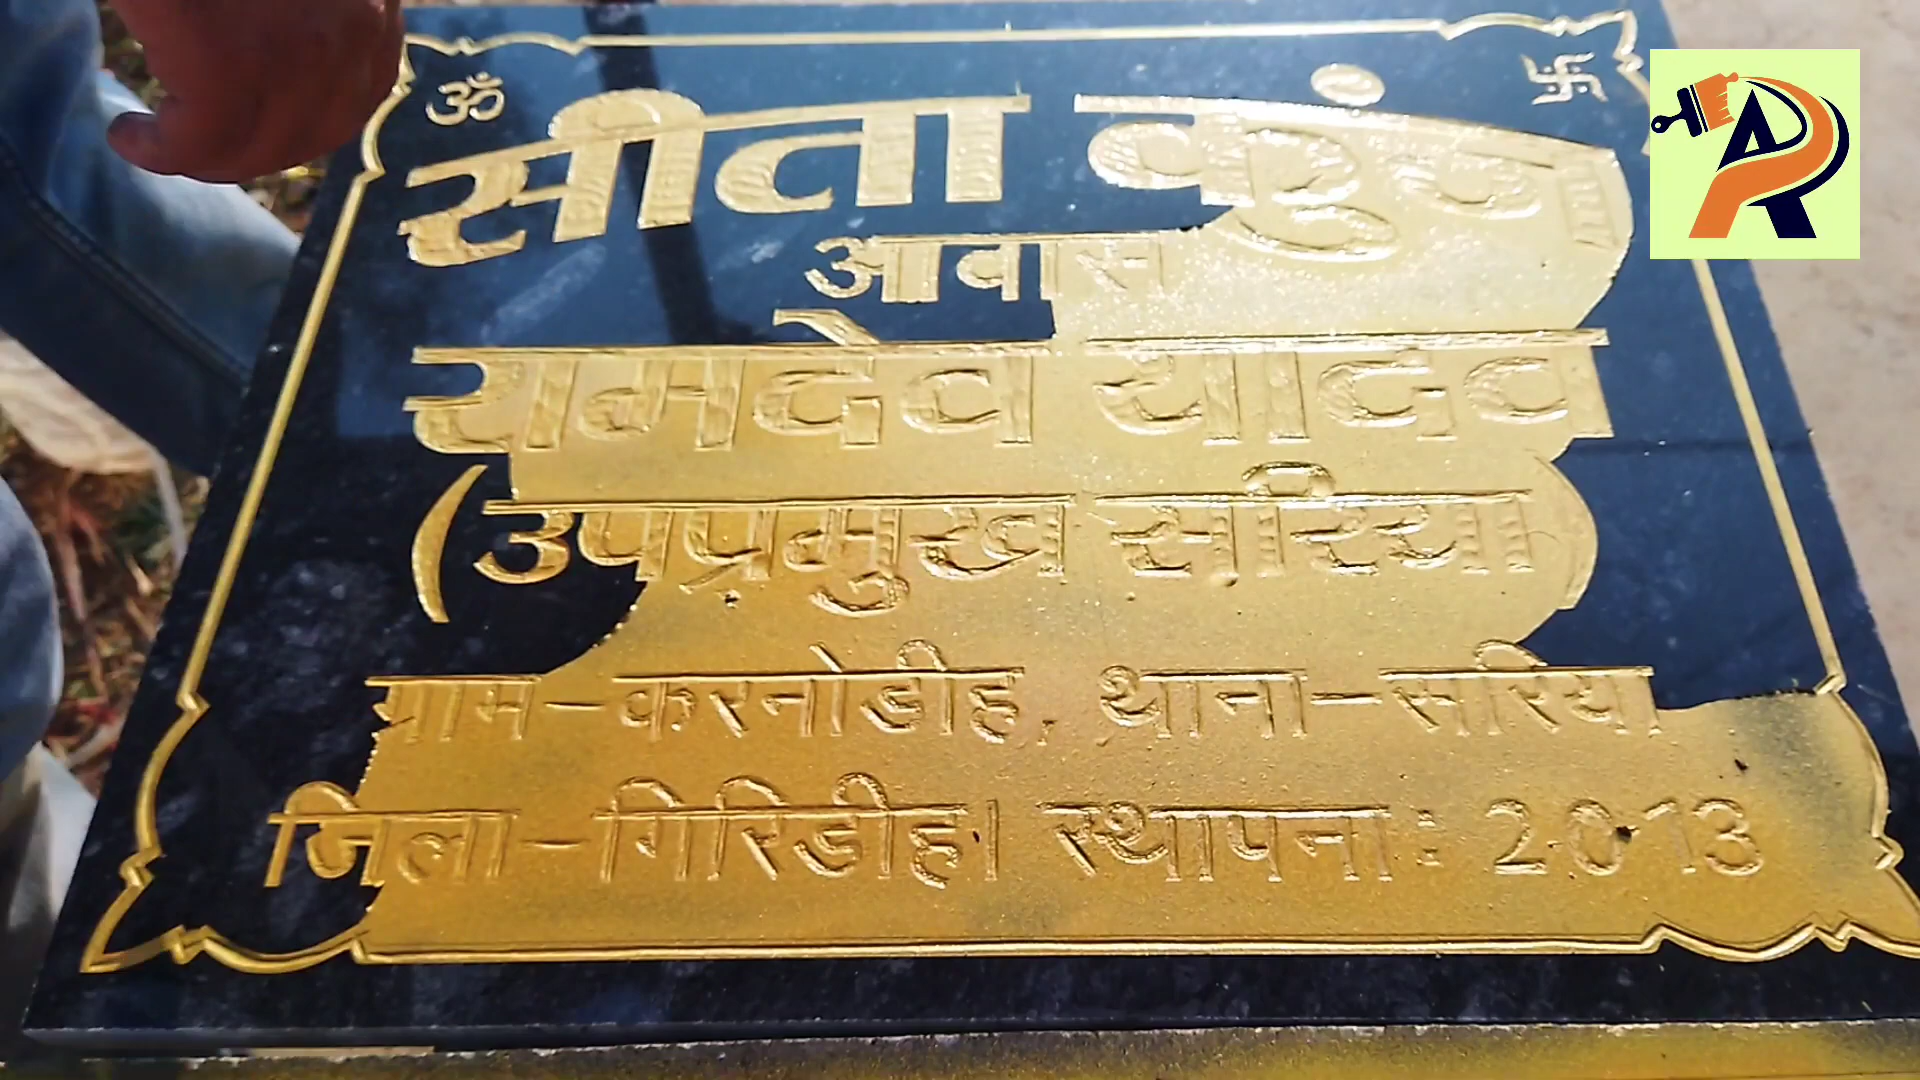 ॐ 卐
सीता कुंज
आवास
रामदेव यादव
(उपप्रमुख सरिया)
ग्राम–करनोडीह, थाना–सरिया
जिला–गिरिडीह। स्थापना: 2013